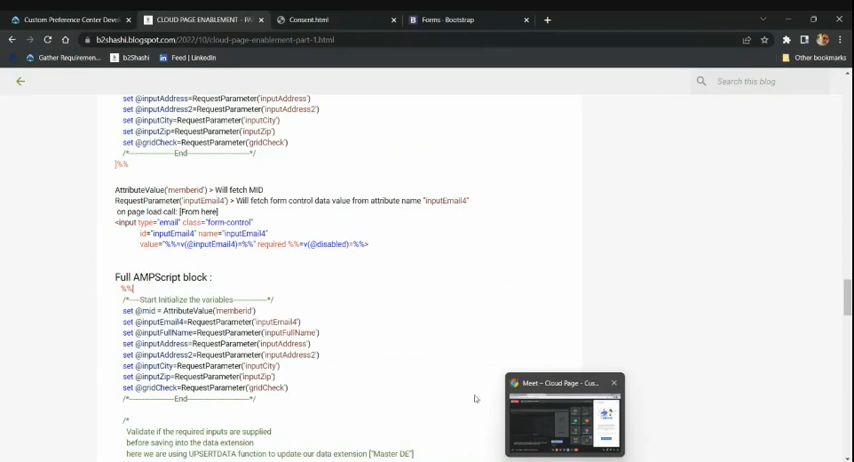 Custom Preference Center Devel
CLOUD PAGE ENABLEMENT - PA
Consent.html
Forms · Bootstrap
b2shashi.blogspot.com/2022/10/cloud-page-enablement-part-1.html
Gather Requiremen...
b2Shashi
Feed | LinkedIn
Other bookmarks
Search this blog
set @inputAddress=RequestParameter('inputAddress')
set @inputAddress2=RequestParameter('inputAddress2')
set @inputCity=RequestParameter('inputCity')
set @inputZip=RequestParameter('inputZip')
set @gridCheck=RequestParameter('gridCheck')
/*--------------------End--------------------*/
]%%
AttributeValue('memberid') > Will fetch MID
RequestParameter('inputEmail4') > Will fetch form control data value from attribute name "inputEmail4"
on page load call: [From here]
<input type="email" class="form-control"
id="inputEmail4" name="inputEmail4"
value="%%=v(@inputEmail4)=%%" required %%=v(@disabled)=%%>
Full AMPScript block :
%%[
/*----Start Initialize the variables-------------*/
set @mid = AttributeValue('memberid')
set @inputEmail4=RequestParameter('inputEmail4')
set @inputFullName=RequestParameter('inputFullName')
set @inputAddress=RequestParameter('inputAddress')
set @inputAddress2=RequestParameter('inputAddress2')
set @inputCity=RequestParameter('inputCity')
set @inputZip=RequestParameter('inputZip')
set @gridCheck=RequestParameter('gridCheck')
/*--------------------End--------------------*/
Meet – Cloud Page - Cus...
/*
Validate if the required inputs are supplied
before saving into the data extension
here we are using UPSERTDATA function to update our data extension ["Master DE"]